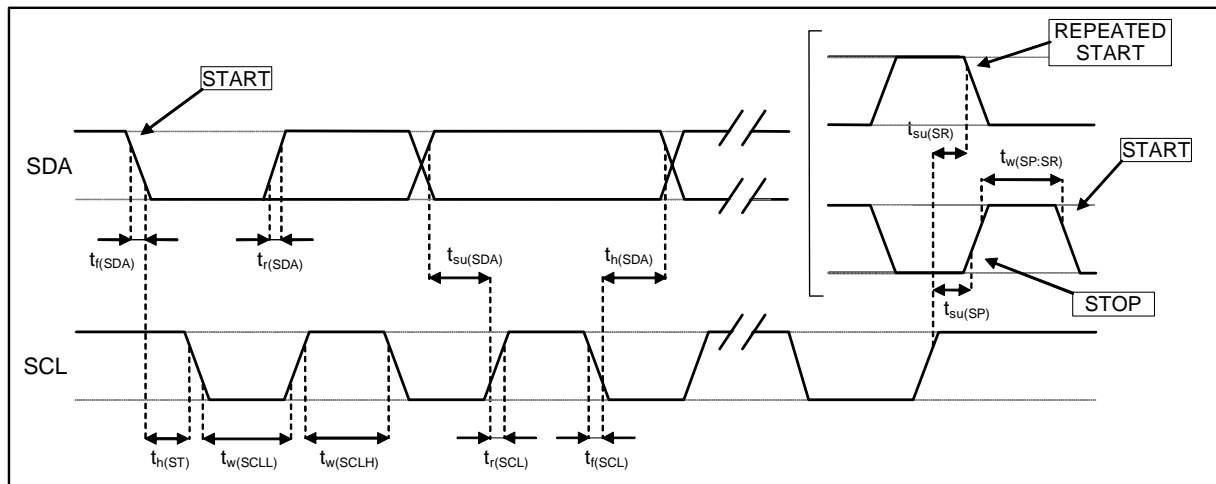 REPEATED
START
START
SDA
t_su(SR)
t_w(SP:SR)
START
t_f(SDA)
t_r(SDA)
t_su(SDA)
t_h(SDA)
t_su(SP)
STOP
SCL
t_h(ST)
t_w(SCLL)
t_w(SCLH)
t_r(SCL)
t_f(SCL)